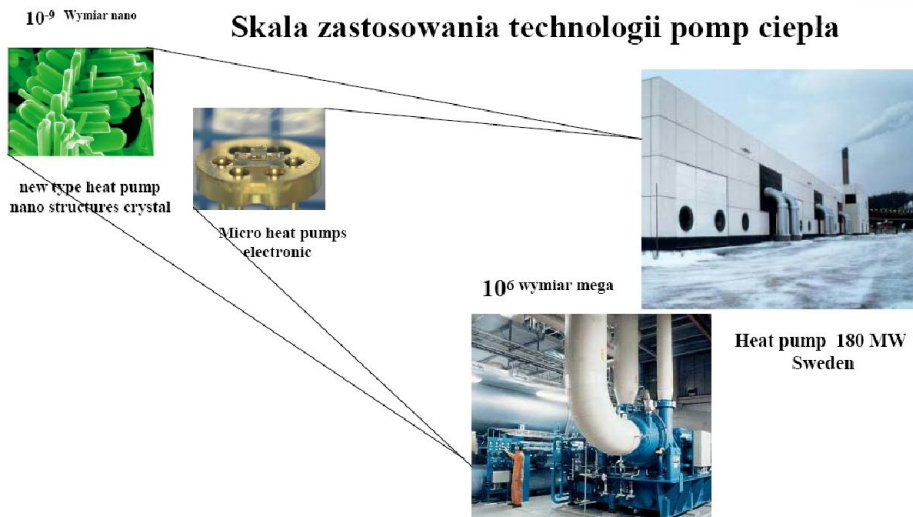 10-9 Wymiar nano
Skala zastosowania technologii pomp ciepła
new type heat pump
nano structures crystal
Micro heat pumps
electronic
106 wymiar mega
Heat pump 180 MW
Sweden